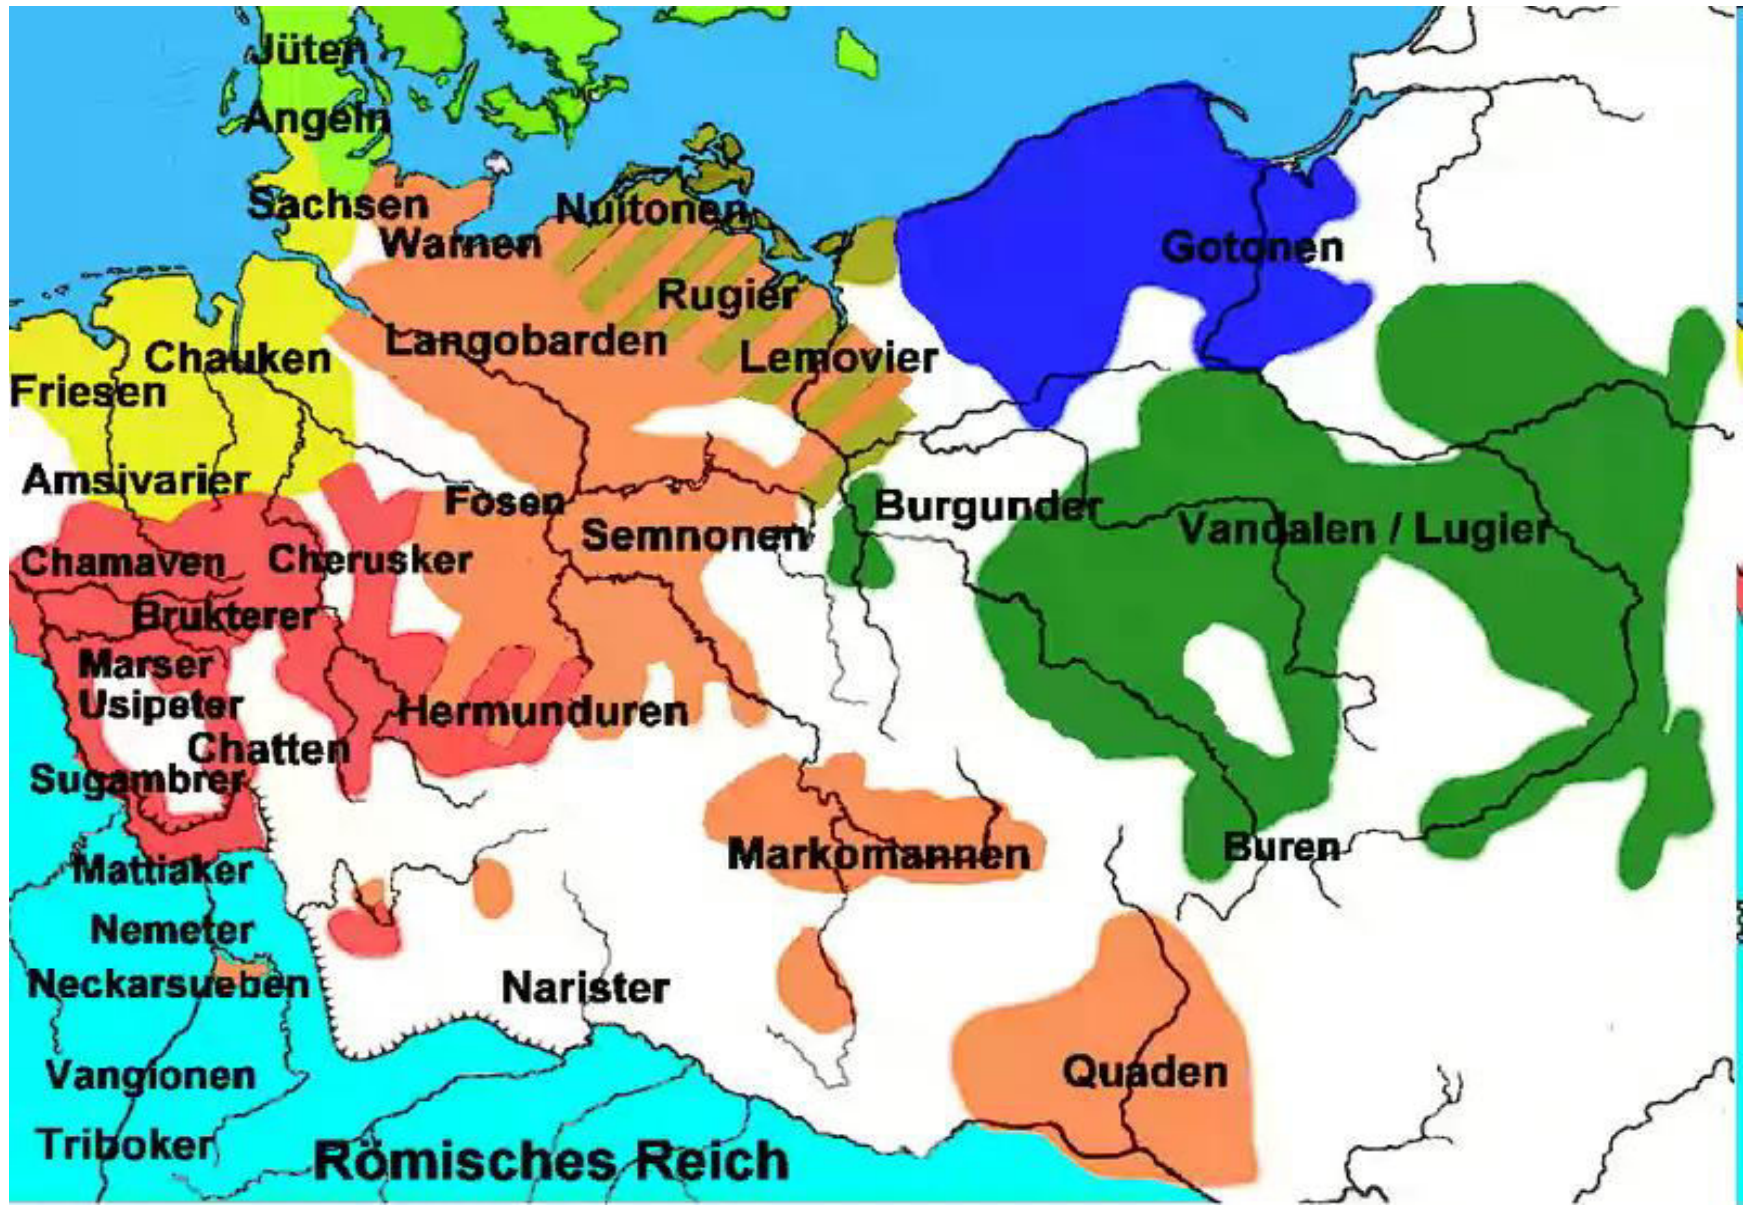 Jüten
Angeln
Sachsen
Nuitonen
Warnen
Gotonen
Rugier
Langobarden
Lemovier
Chauken
Friesen
Amsivarier
Fosen
Burgunder
Semnonen
Vandalen / Lugier
Chamaven
Cherusker
Brukterer
Marser
Usipeter
Hermunduren
Chatten
Sugambrer
Markomannen
Buren
Mattiaker
Nemeter
Neckarsueben
Narister
Vangionen
Quaden
Triboker
Römisches Reich